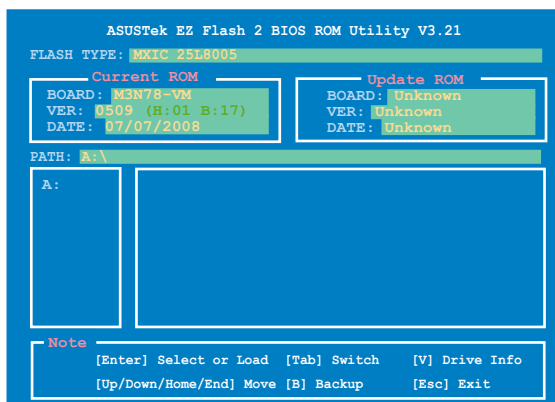 ASUSTek EZ Flash 2 BIOS ROM Utility V3.21
FLASH TYPE: MXIC 25L8005
Current ROM
BOARD: M3N78-VM
VER: 0509 (H:01 B:17)
DATE: 07/07/2008
Update ROM
BOARD: Unknown
VER: Unknown
DATE: Unknown
PATH: A:\
A:
Note
[Enter] Select or Load [Tab] Switch [V] Drive Info
[Up/Down/Home/End] Move [B] Backup [Esc] Exit